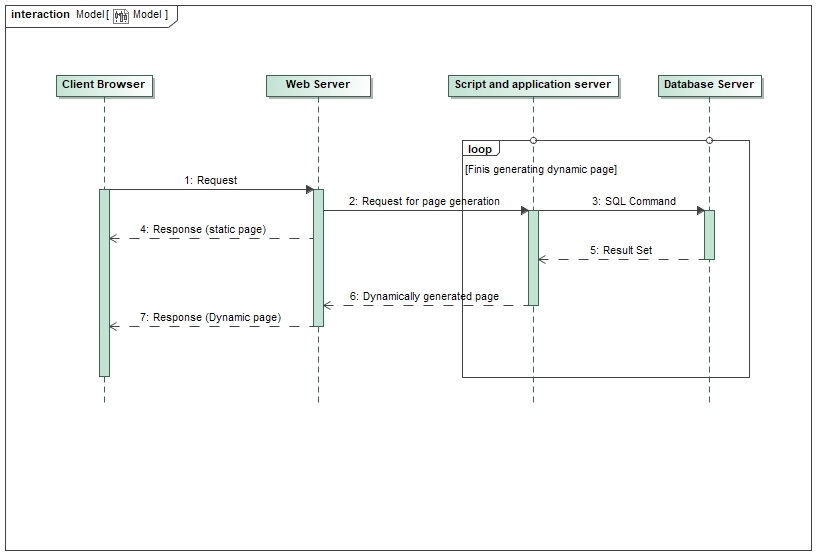 interaction Model [ Model ]
Client Browser
Web Server
Script and application server
Database Server
loop
[Finis generating dynamic page]
1: Request
2: Request for page generation
3: SQL Command
4: Response (static page)
5: Result Set
6: Dynamically generated page
7: Response (Dynamic page)